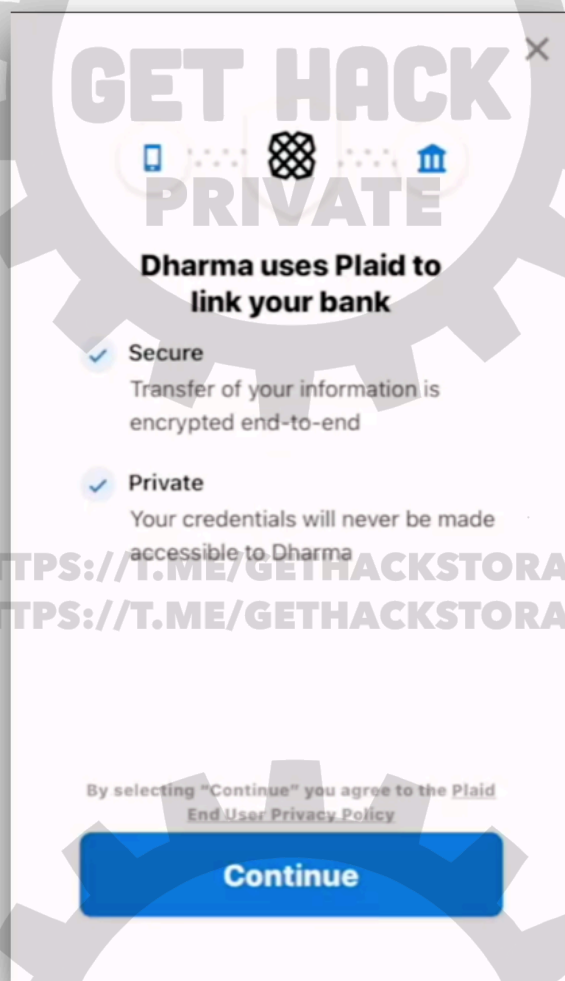 GET HACK
PRIVATE
Dharma uses Plaid to
link your bank
Secure
Transfer of your information is
encrypted end-to-end
Private
Your credentials will never be made
accessible to Dharma
TTPS://T.ME/GETHACKSTORA
TTPS://T.ME/GETHACKSTORA
By selecting "Continue" you agree to the Plaid
End User Privacy Policy
Continue